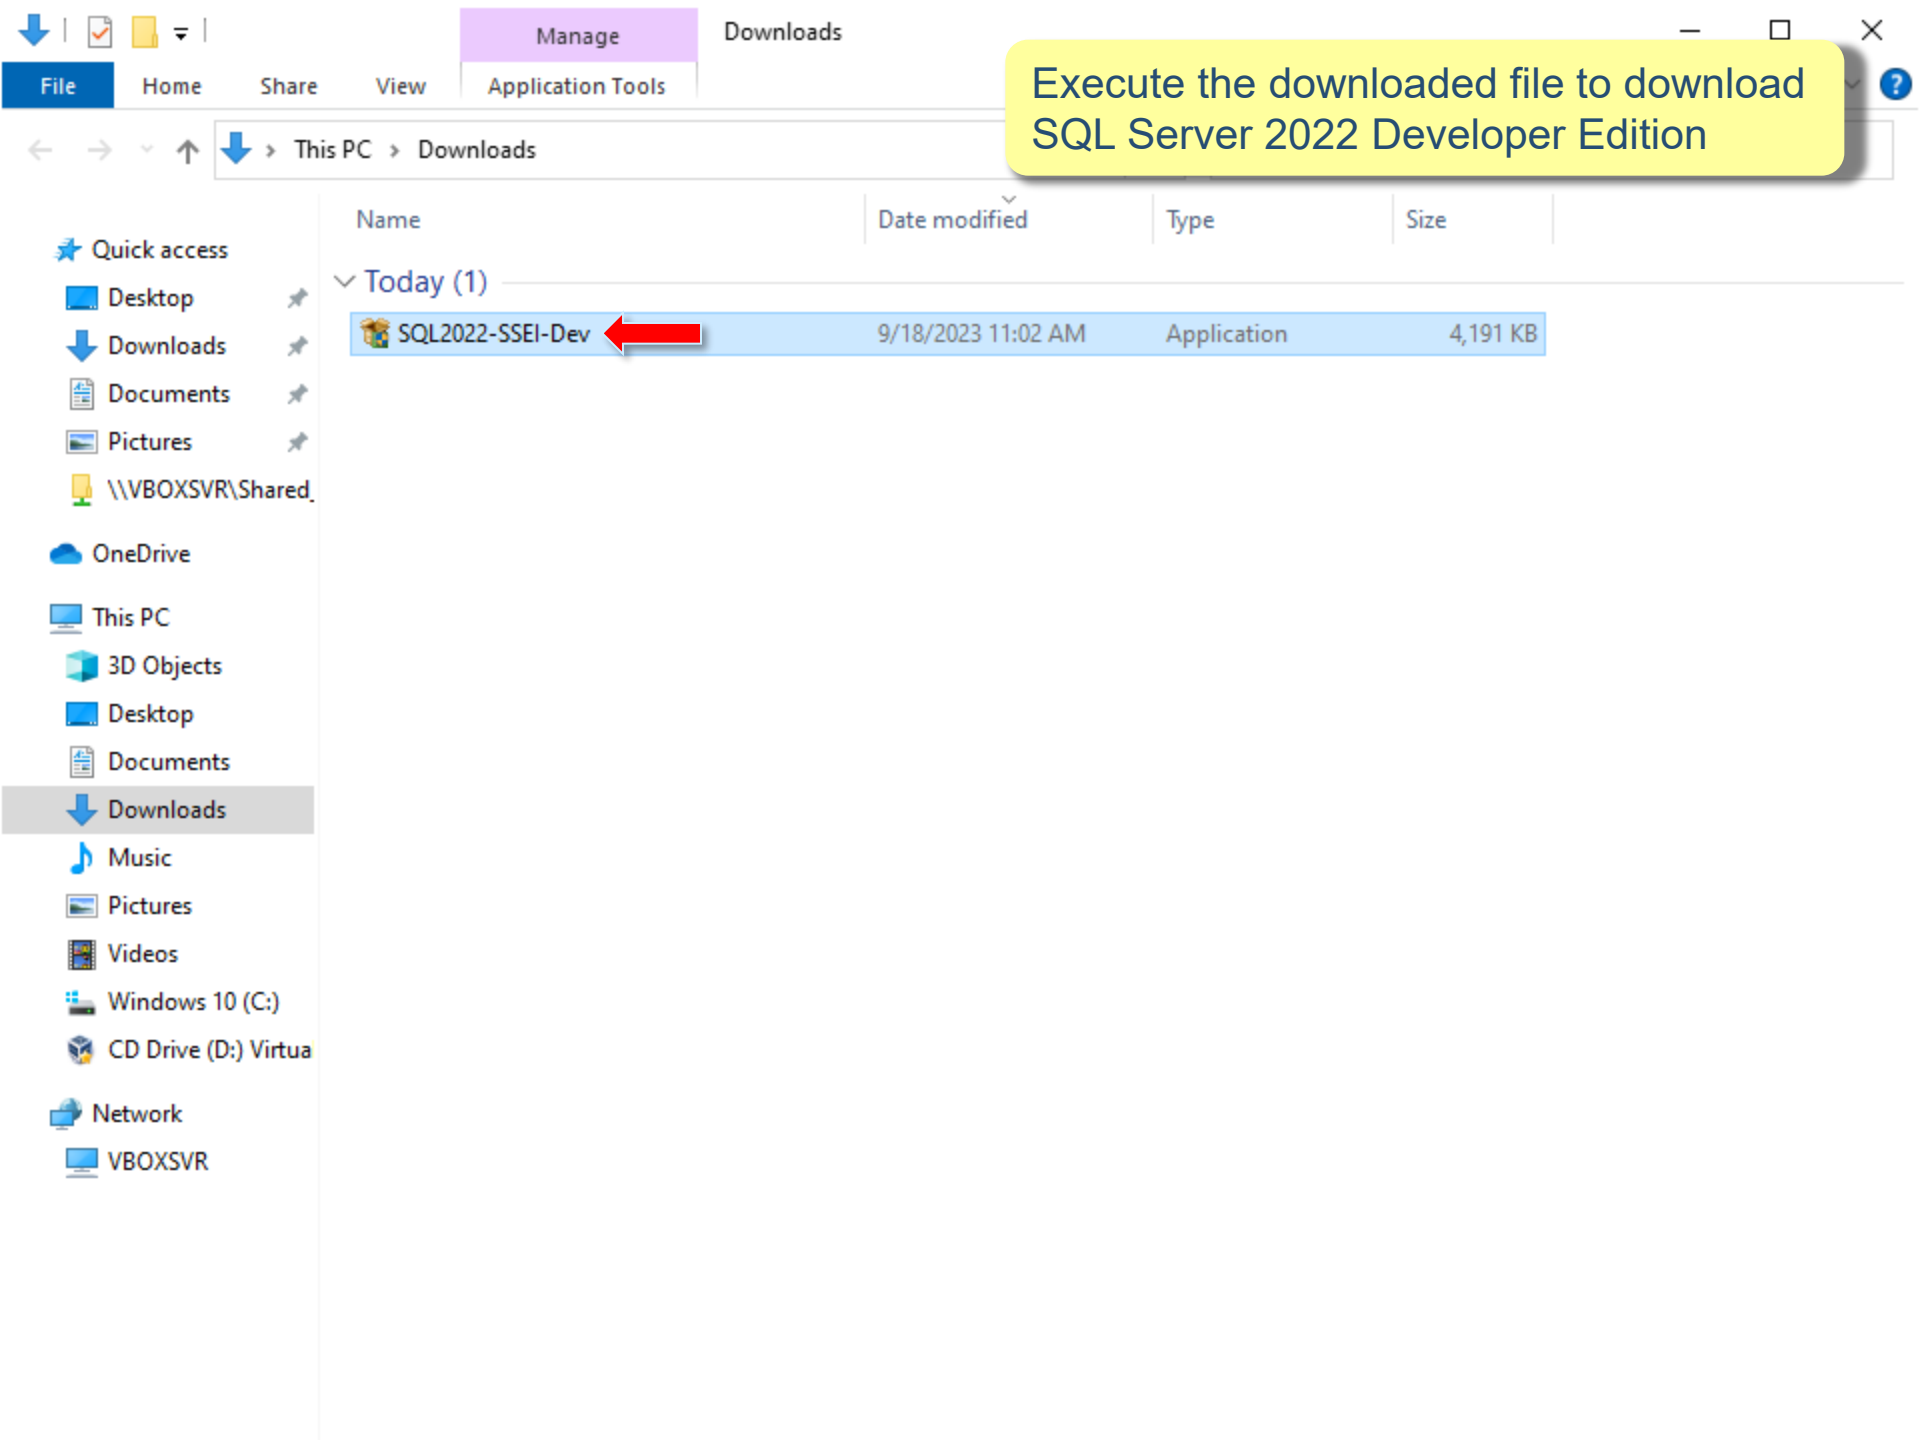 Manage
Downloads
File
Home
Share
View
Application Tools
Execute the downloaded file to download
SQL Server 2022 Developer Edition
This PC
Downloads
Name
Date modified
Type
Size
Quick access
Desktop
Downloads
Documents
Pictures
\\VBOXSVR\Shared_
OneDrive
This PC
3D Objects
Desktop
Documents
Downloads
Music
Pictures
Videos
Windows 10 (C:)
CD Drive (D:) Virtua
Network
VBOXSVR
Today (1)
SQL2022-SSEI-Dev
9/18/2023 11:02 AM
Application
4,191 KB